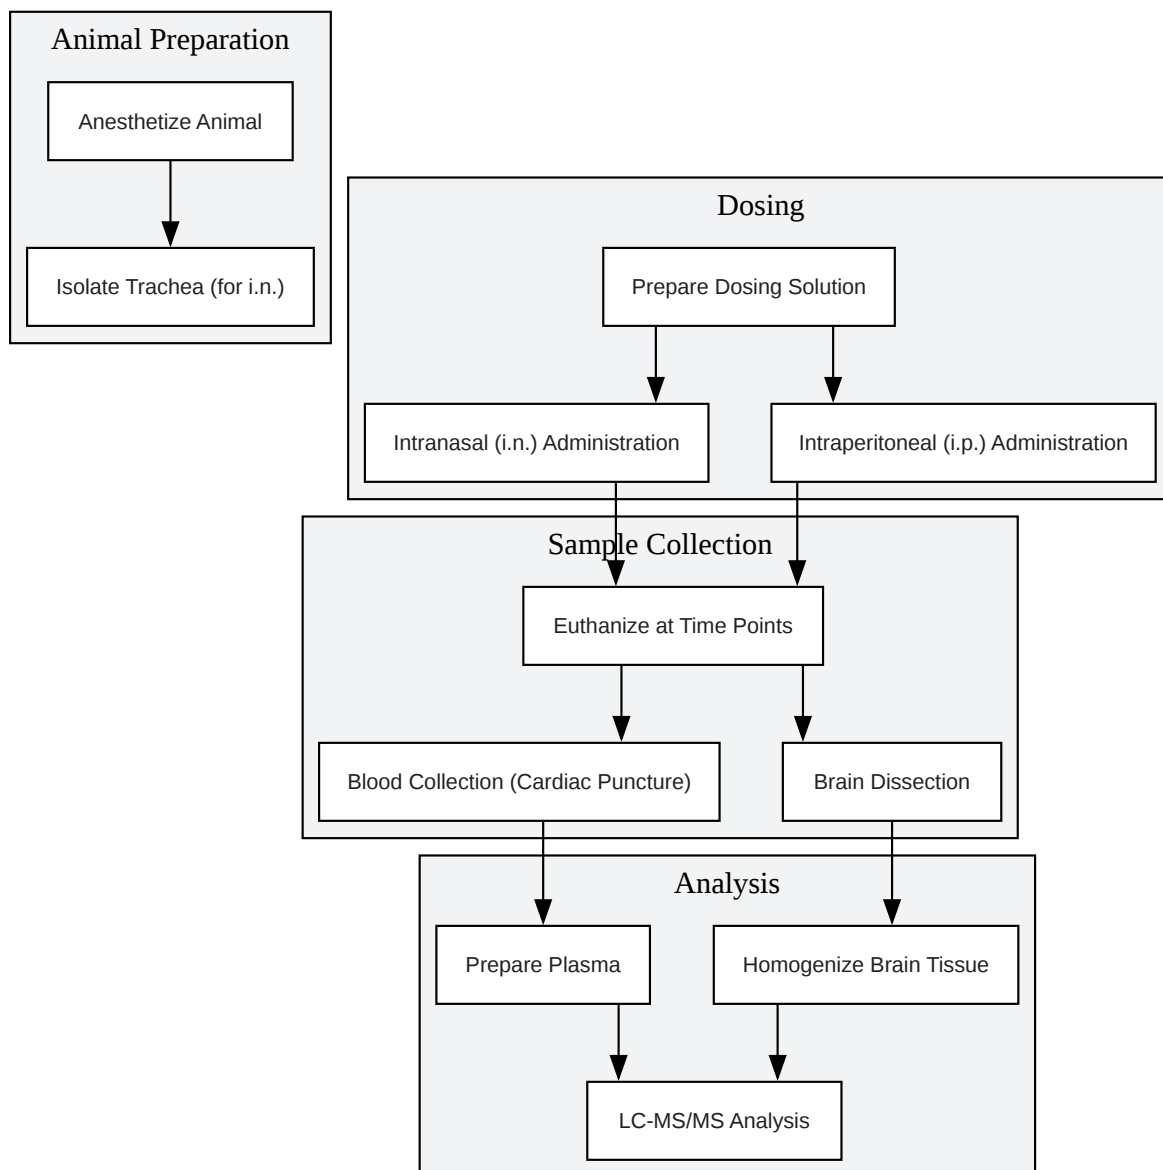 Animal Preparation
Anesthetize Animal
Isolate Trachea (for i.n.)
Dosing
Prepare Dosing Solution
Intranasal (i.n.) Administration
Intraperitoneal (i.p.) Administration
Sample Collection
Euthanize at Time Points
Blood Collection (Cardiac Puncture)
Brain Dissection
Analysis
Prepare Plasma
Homogenize Brain Tissue
LC-MS/MS Analysis